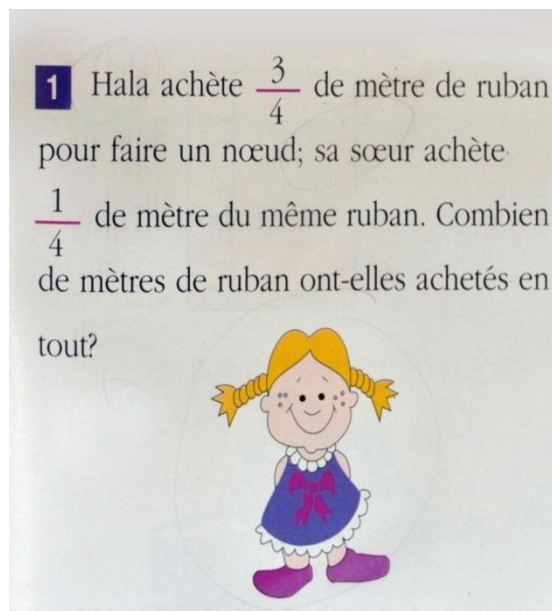 1 Hala achète 3/4 de mètre de ruban
pour faire un nœud; sa sœur achète
1/4 de mètre du même ruban. Combien
de mètres de ruban ont-elles achetés en
tout?